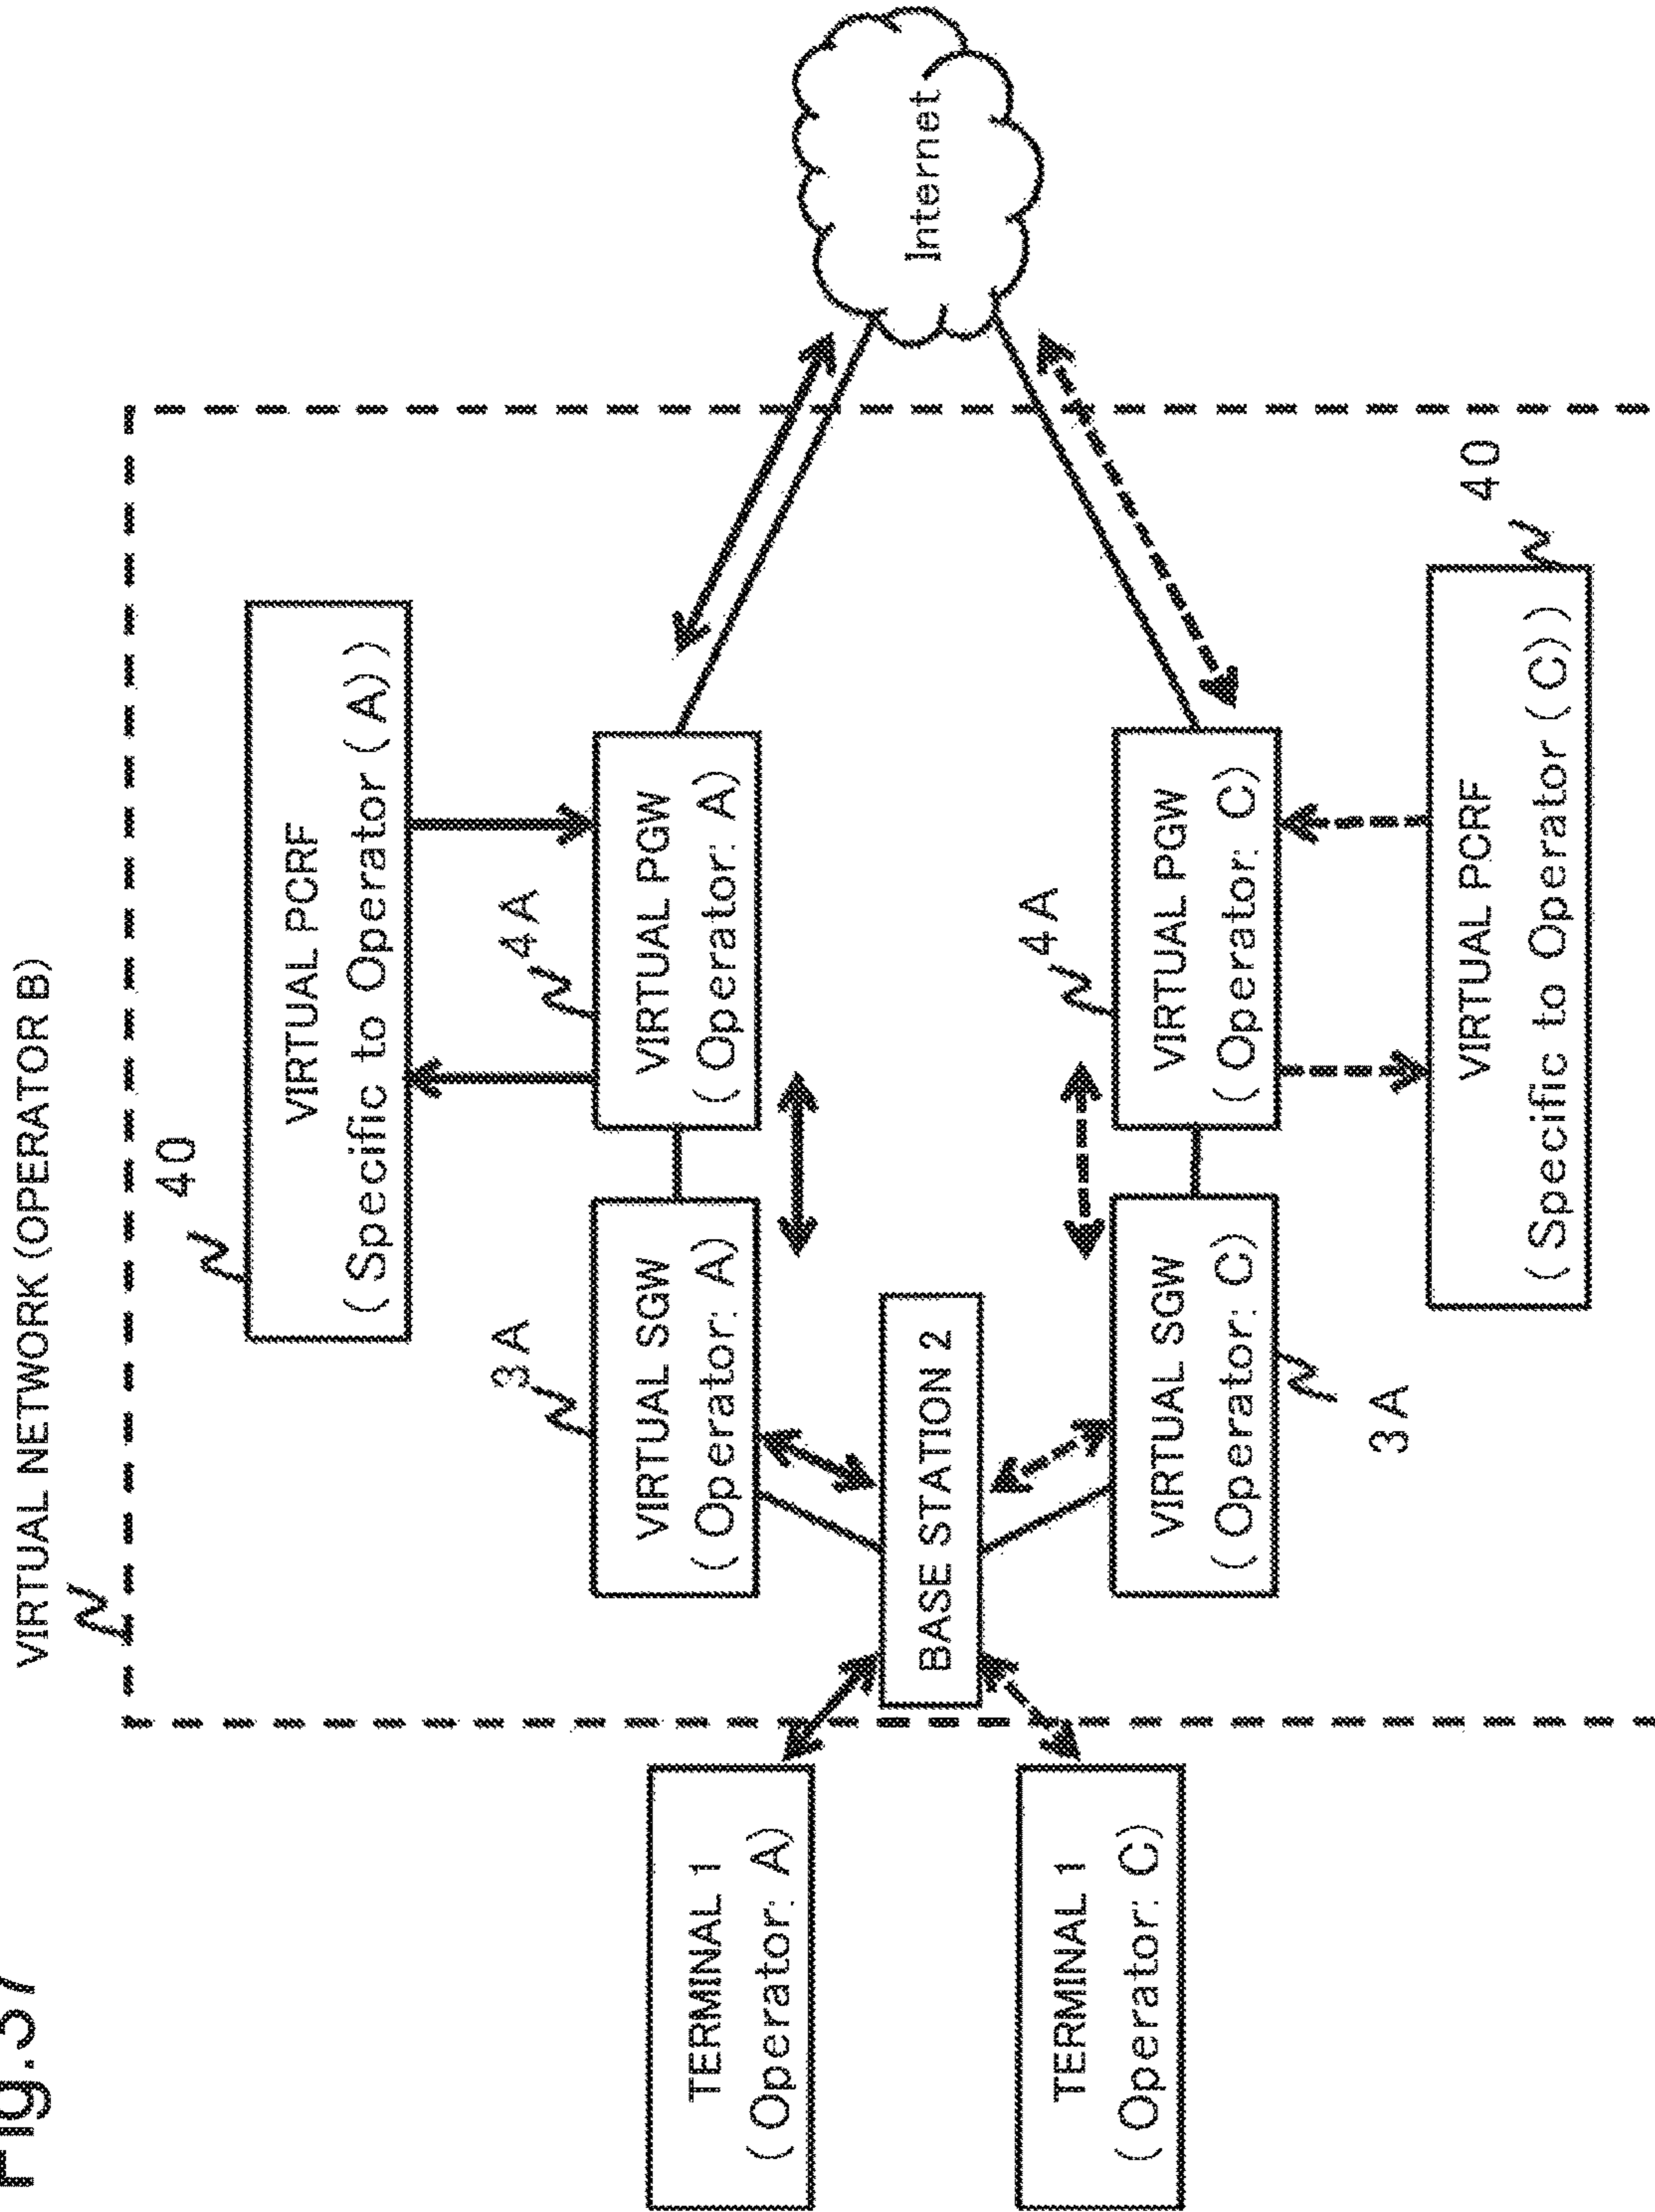 Fig.37
VIRTUAL NETWORK (OPERATOR B)
40
VIRTUAL PCRF
( Specific to Operator ( A) )
3A
4A
VIRTUAL SGW
( Operator: A)
VIRTUAL PGW
( Operator: A)
TERMINAL 1
( Operator: A)
BASE STATION 2
Internet
TERMINAL 1
( Operator: C)
4A
VIRTUAL SGW
( Operator: C)
VIRTUAL PGW
( Operator: C)
3A
40
VIRTUAL PCRF
( Specific to Operator ( C) )